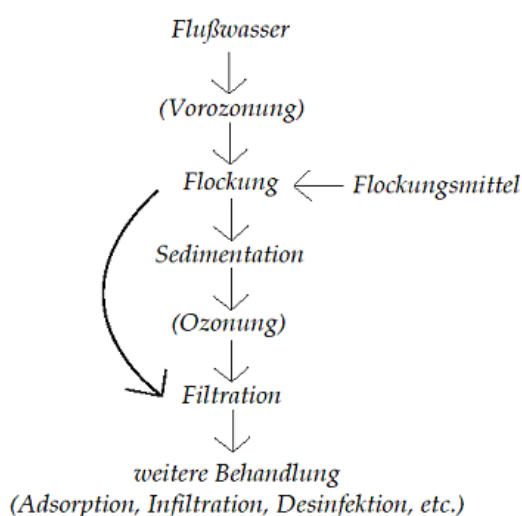 Flußwasser
(Vorozonung)
Flockung
Flockungsmittel
Sedimentation
(Ozonung)
Filtration
weitere Behandlung
(Adsorption, Infiltration, Desinfektion, etc.)